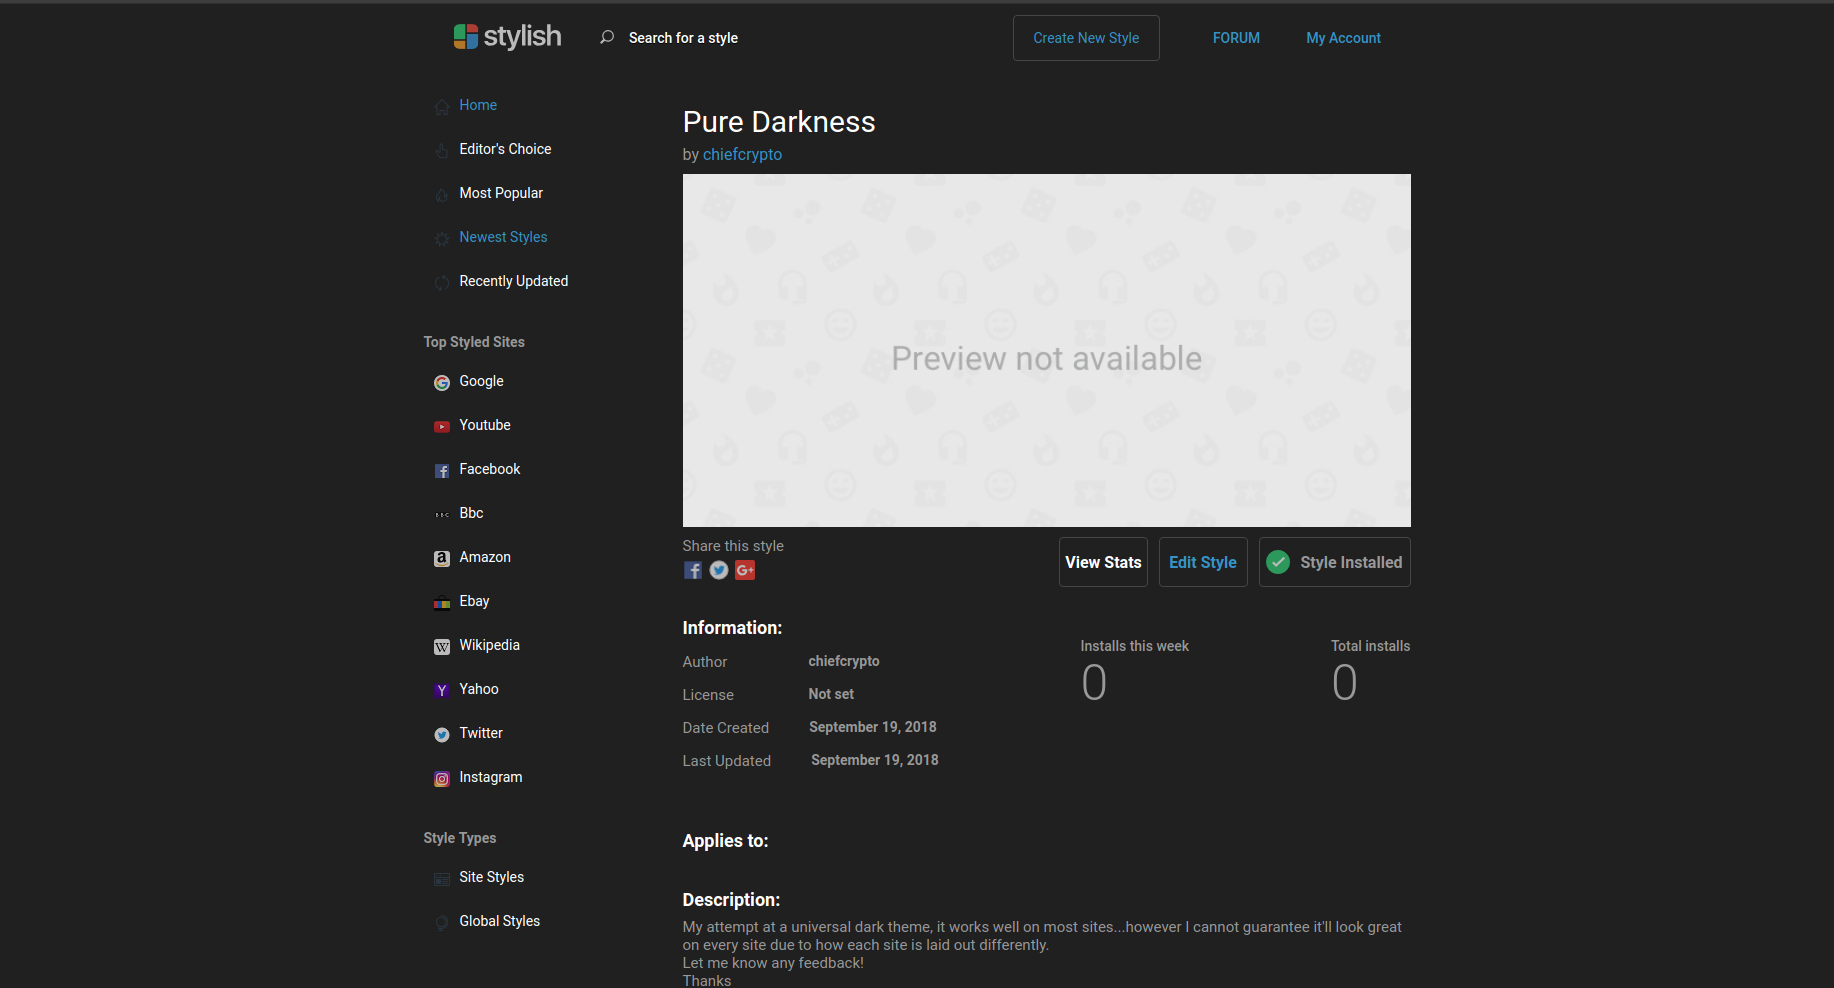 stylish
Search for a style
Create New Style
FORUM
My Account
Home
Editor's Choice
Most Popular
Newest Styles
Recently Updated
Top Styled Sites
Google
Youtube
Facebook
BBC
Bbc
a
Amazon
Ebay
W
Wikipedia
Y
Yahoo
Twitter
Instagram
Style Types
Site Styles
Global Styles
Pure Darkness
by chiefcrypto
Preview not available
Share this style
f
G+
View Stats
Edit Style
Style Installed
Information:
Author chiefcrypto
License Not set
Date Created September 19, 2018
Last Updated September 19, 2018
Installs this week
0
Total installs
0
Applies to:
Description:
My attempt at a universal dark theme, it works well on most sites...however I cannot guarantee it'll look great
on every site due to how each site is laid out differently.
Let me know any feedback!
Thanks